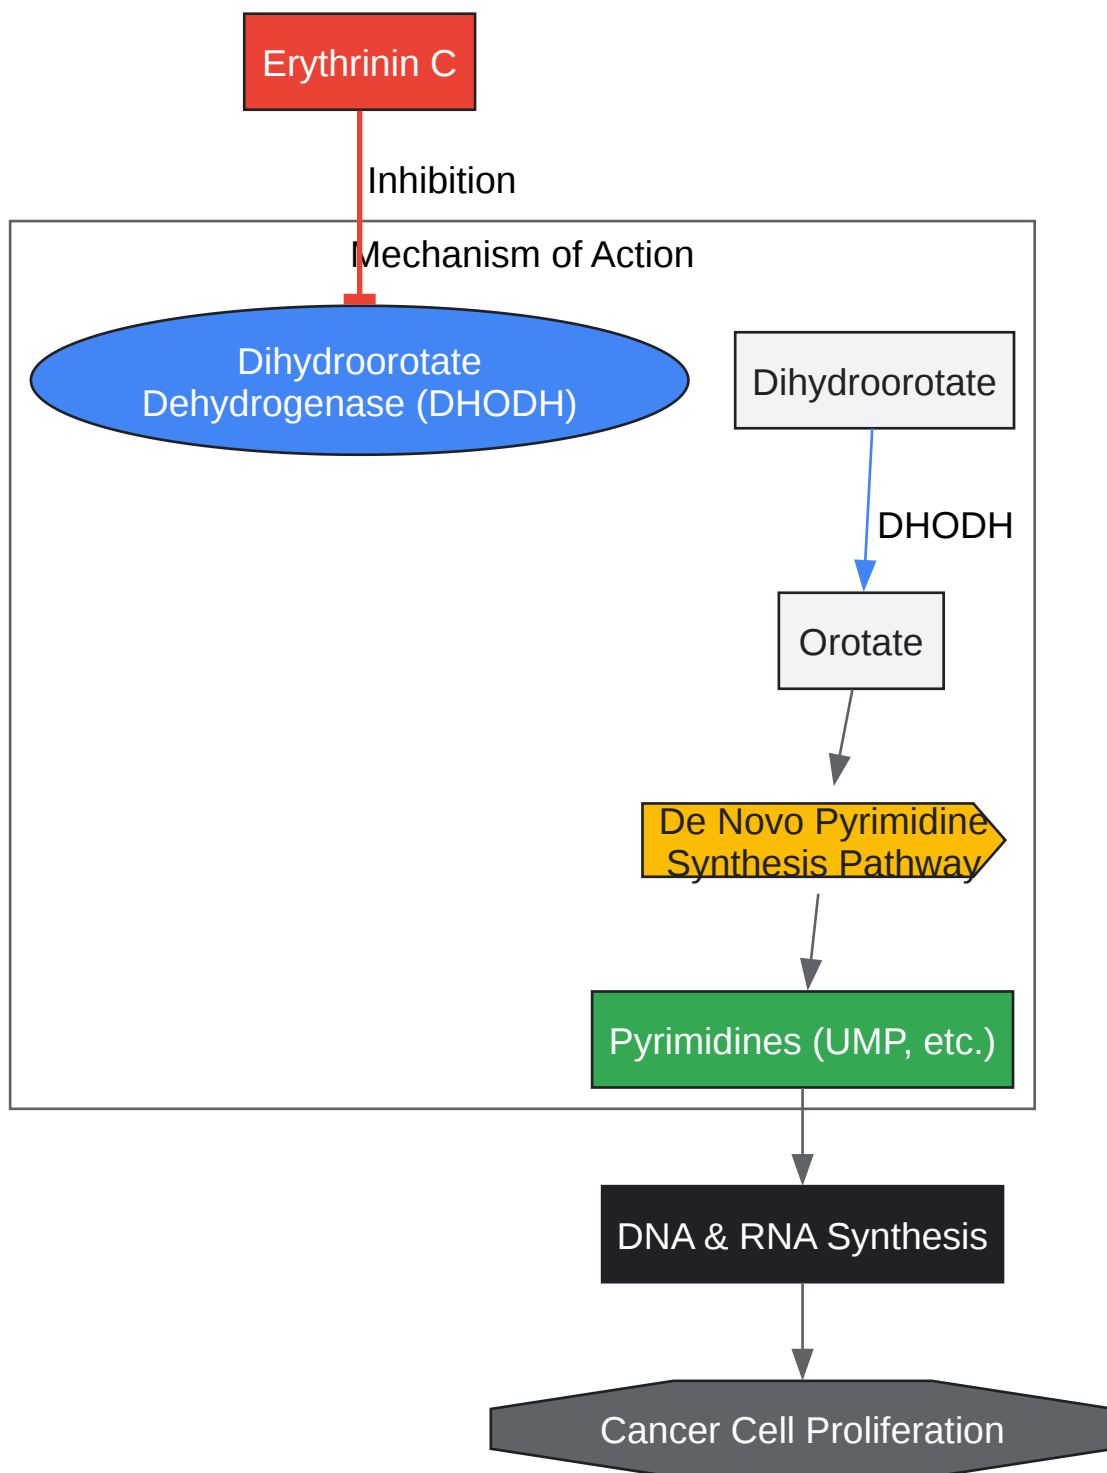 Erythrinin C
Inhibition
Mechanism of Action
Dihydroorotate
Dehydrogenase (DHODH)
Dihydroorotate
DHODH
Orotate
De Novo Pyrimidine
Synthesis Pathway
Pyrimidines (UMP, etc.)
DNA & RNA Synthesis
Cancer Cell Proliferation